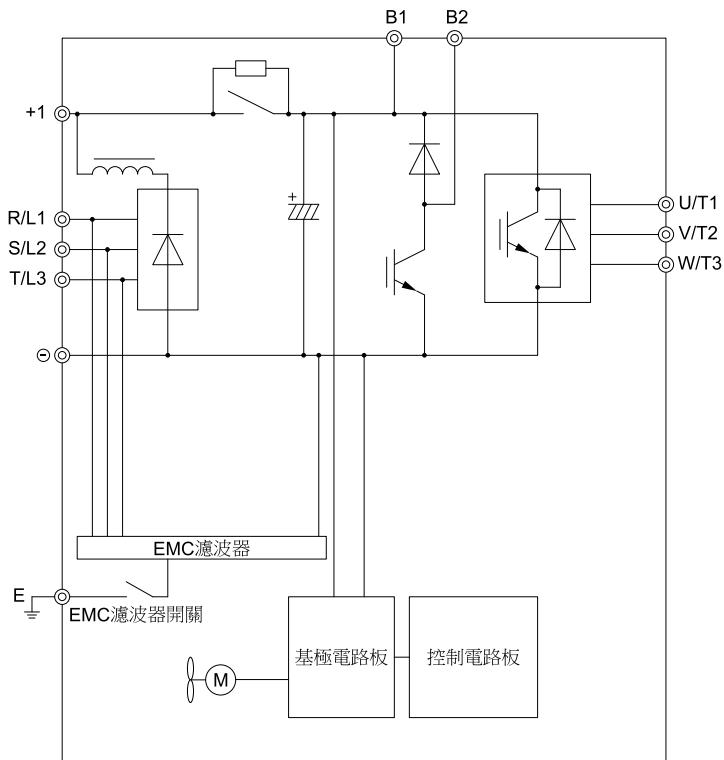 B1
B2
+1
+
R/L1
S/L2
T/L3
U/T1
V/T2
W/T3
⊖
EMC濾波器
E
EMC濾波器開關
基極電路板
控制電路板
M